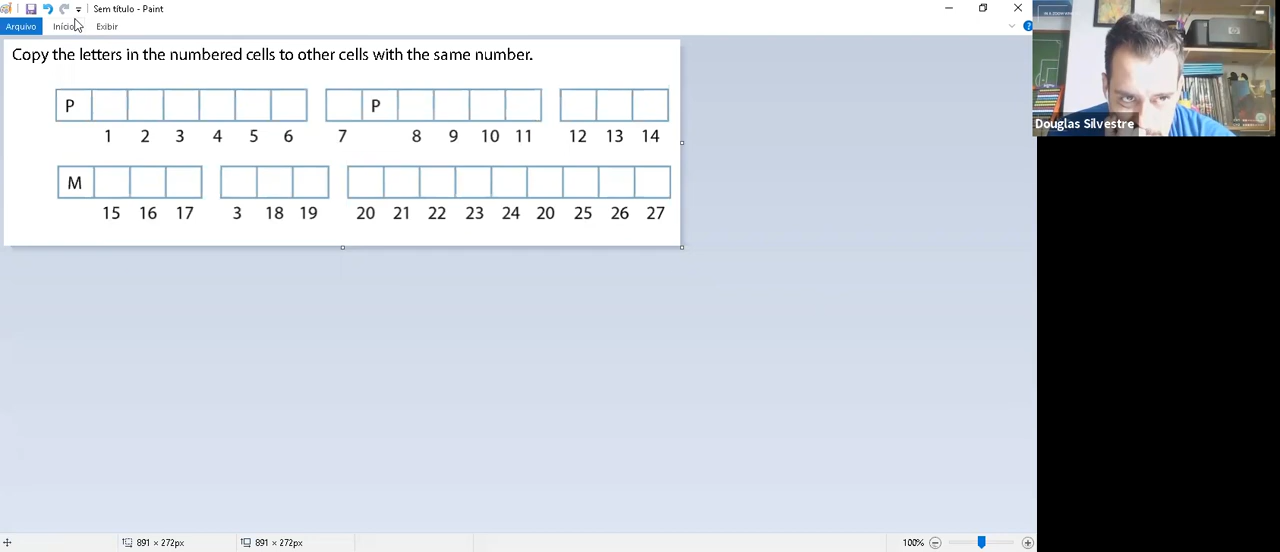 Sem título - Paint
Arquivo Início Exibir
Copy the letters in the numbered cells to other cells with the same number.
P P
1 2 3 4 5 6 7 8 9 10 11 12 13 14
M
15 16 17 3 18 19 20 21 22 23 24 20 25 26 27
Douglas Silvestre
891 × 272px 891 × 272px 100%